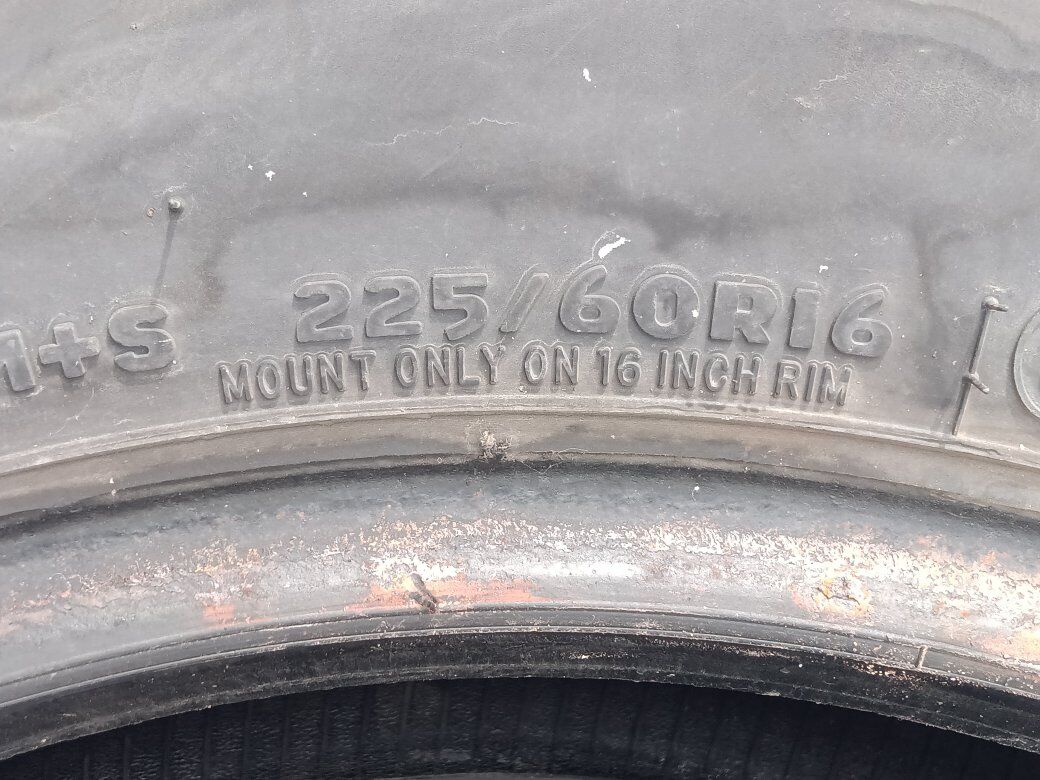 M+S 225/60R16
MOUNT ONLY ON 16 INCH RIM